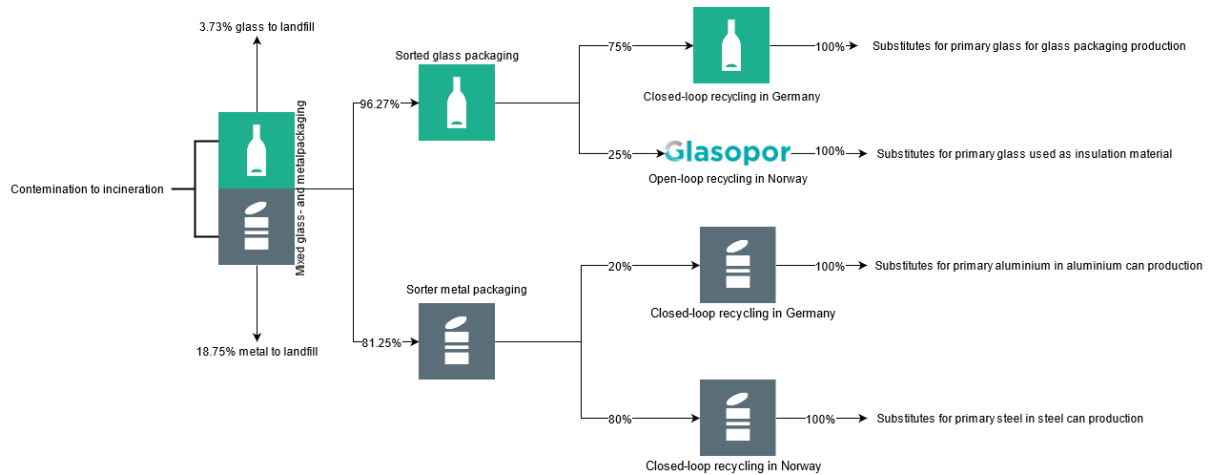 3.73% glass to landfill
Contemination to incineration
Mixed glass- and metalpackaging
18.75% metal to landfill
96.27%
Sorted glass packaging
75%
Closed-loop recycling in Germany
100%
Substitutes for primary glass for glass packaging production
25%
Glasopor
Open-loop recycling in Norway
100%
Substitutes for primary glass used as insulation material
81.25%
Sorter metal packaging
20%
Closed-loop recycling in Germany
100%
Substitutes for primary aluminium in aluminium can production
80%
Closed-loop recycling in Norway
100%
Substitutes for primary steel in steel can production